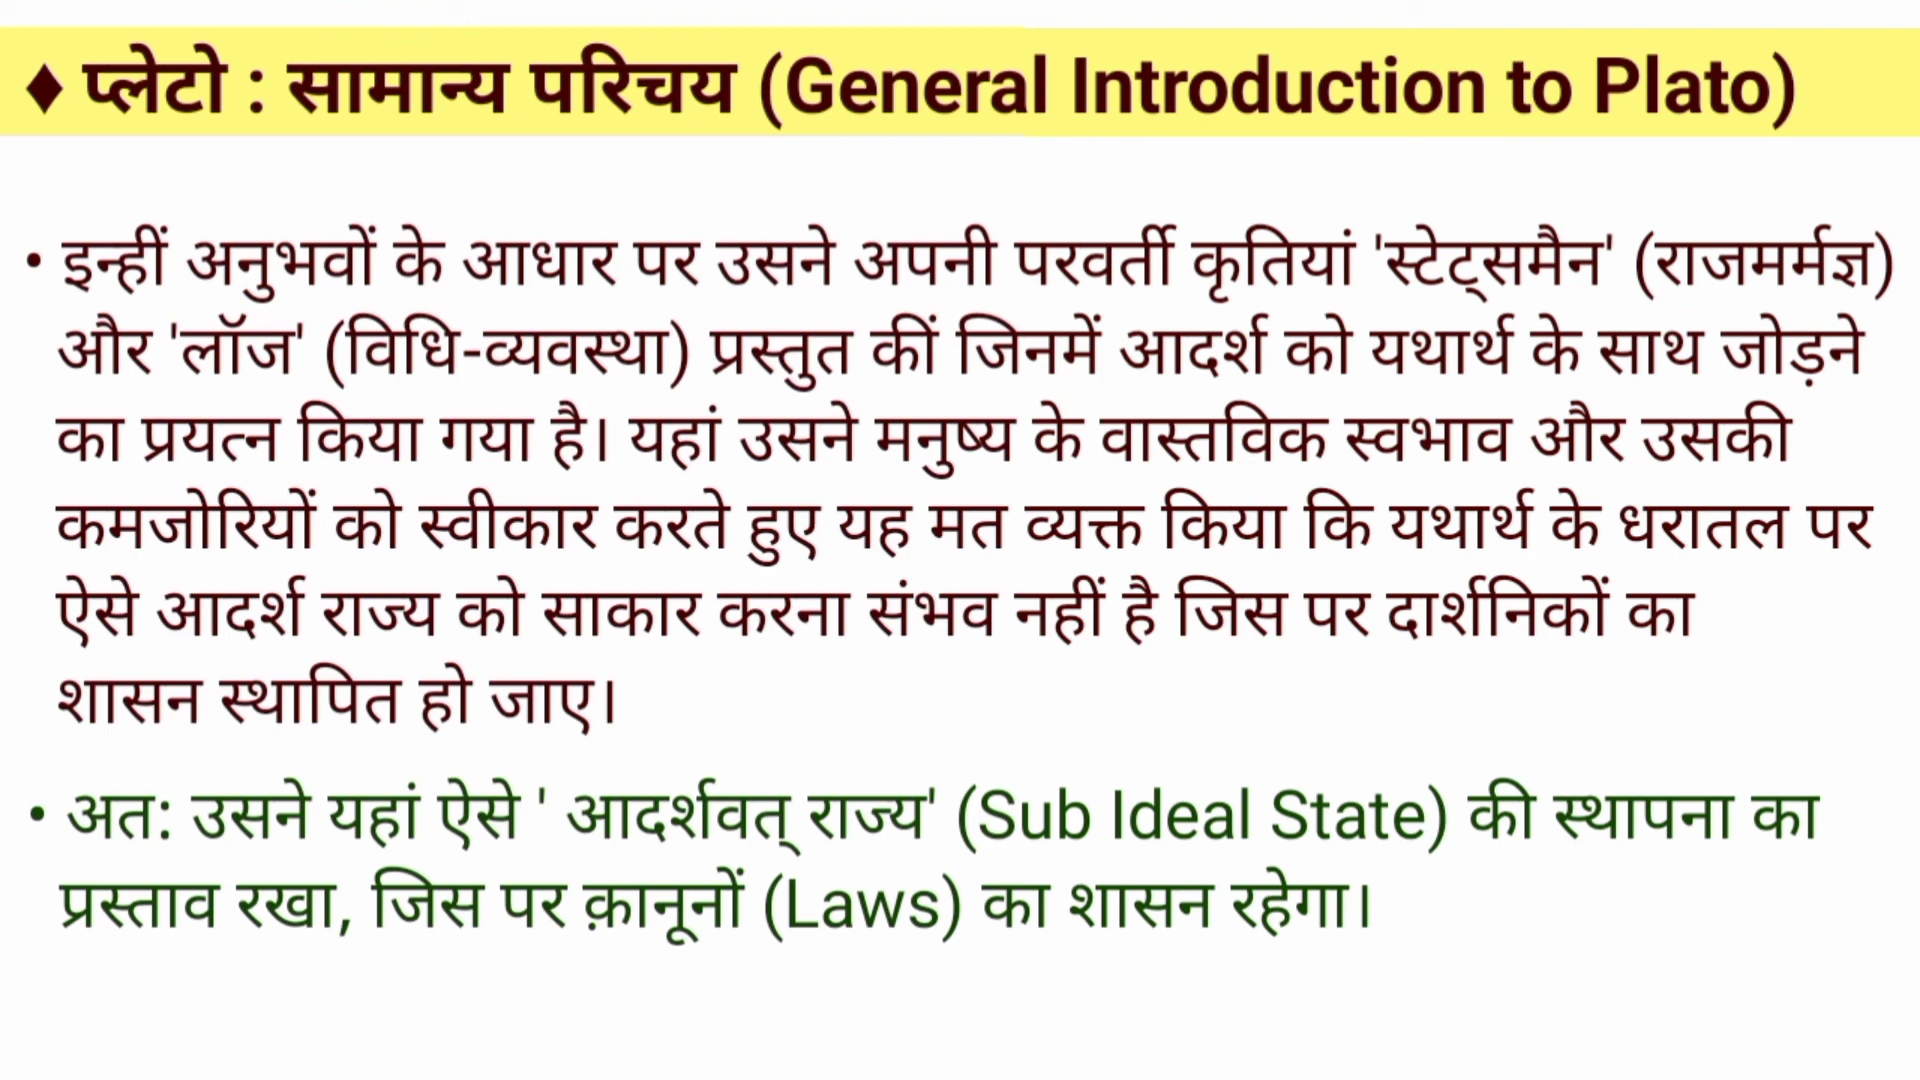 ♦ प्लेटो : सामान्य परिचय (General Introduction to Plato)
• इन्हीं अनुभवों के आधार पर उसने अपनी परवर्ती कृतियां 'स्टेट्समैन' (राजमर्मज्ञ)
और 'लॉज' (विधि-व्यवस्था) प्रस्तुत कीं जिनमें आदर्श को यथार्थ के साथ जोड़ने
का प्रयत्न किया गया है। यहां उसने मनुष्य के वास्तविक स्वभाव और उसकी
कमजोरियों को स्वीकार करते हुए यह मत व्यक्त किया कि यथार्थ के धरातल पर
ऐसे आदर्श राज्य को साकार करना संभव नहीं है जिस पर दार्शनिकों का
शासन स्थापित हो जाए।
• अत: उसने यहां ऐसे ' आदर्शवत् राज्य' (Sub Ideal State) की स्थापना का
प्रस्ताव रखा, जिस पर क़ानूनों (Laws) का शासन रहेगा।